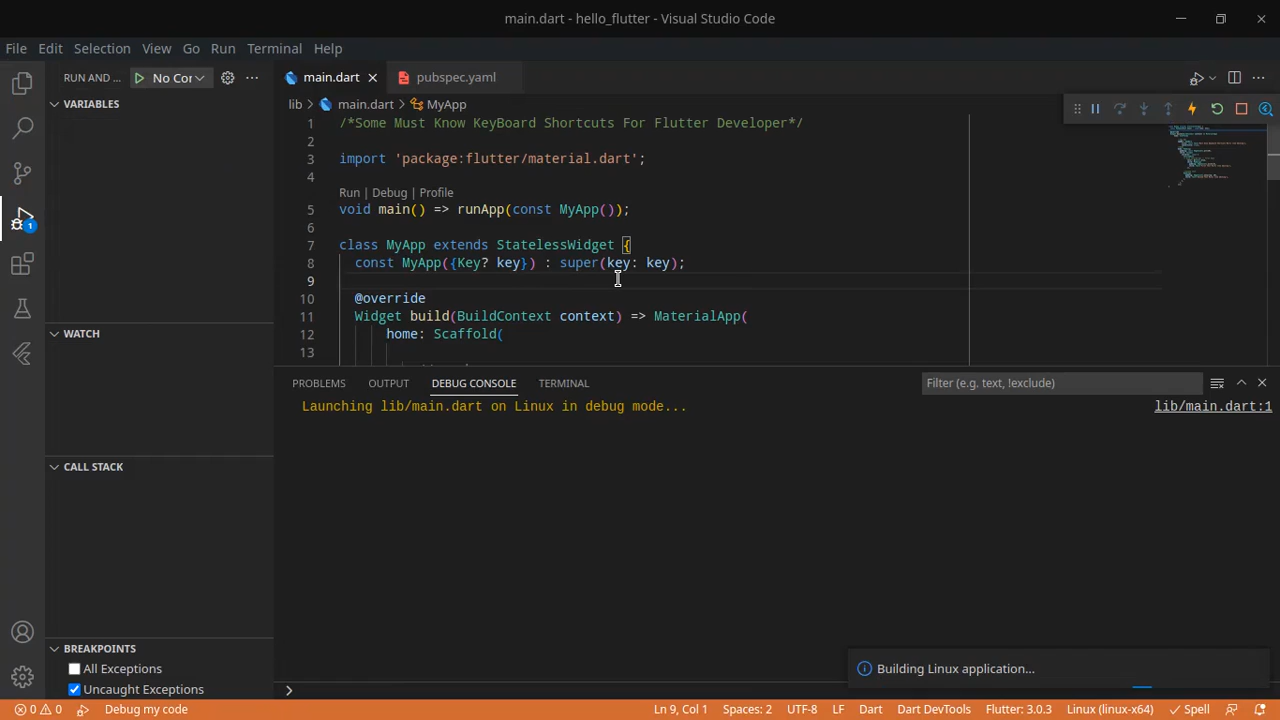 main.dart - hello_flutter - Visual Studio Code
File Edit Selection View Go Run Terminal Help
RUN AND ... No Cor
main.dart
pubspec.yaml
VARIABLES
lib > main.dart > MyApp
1 /*Some Must Know KeyBoard Shortcuts For Flutter Developer*/
2
3 import 'package:flutter/material.dart';
4
Run | Debug | Profile
5 void main() => runApp(const MyApp());
6
7 class MyApp extends StatelessWidget {
8 const MyApp({Key? key}) : super(key: key);
9
10 @override
11 Widget build(BuildContext context) => MaterialApp(
12 home: Scaffold(
13
1
WATCH
CALL STACK
BREAKPOINTS
All Exceptions
Uncaught Exceptions
PROBLEMS OUTPUT DEBUG CONSOLE TERMINAL
Filter (e.g. text, !exclude)
Launching lib/main.dart on Linux in debug mode...
lib/main.dart:1
Building Linux application...
0 0 Debug my code
Ln 9, Col 1 Spaces: 2 UTF-8 LF Dart Dart DevTools Flutter: 3.0.3 Linux (linux-x64) Spell